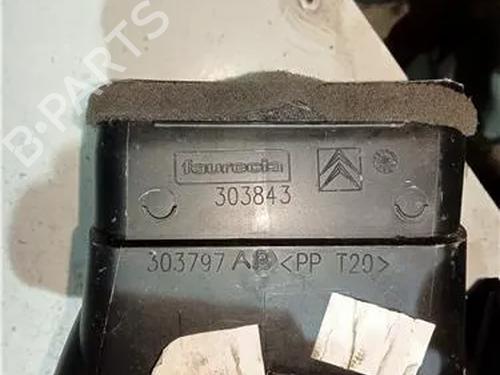 B-PARTS
faurecia
303843
303797 AB <PP T20>